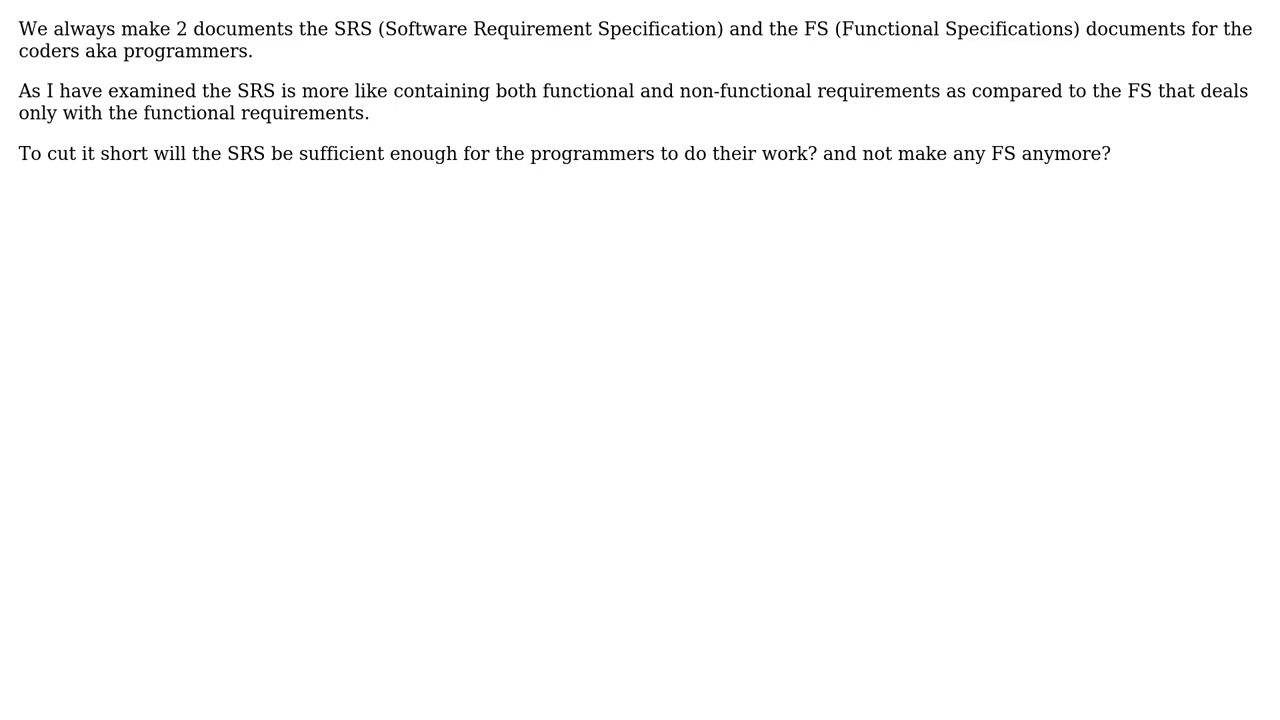 We always make 2 documents the SRS (Software Requirement Specification) and the FS (Functional Specifications) documents for the
coders aka programmers.
As I have examined the SRS is more like containing both functional and non-functional requirements as compared to the FS that deals
only with the functional requirements.
To cut it short will the SRS be sufficient enough for the programmers to do their work? and not make any FS anymore?